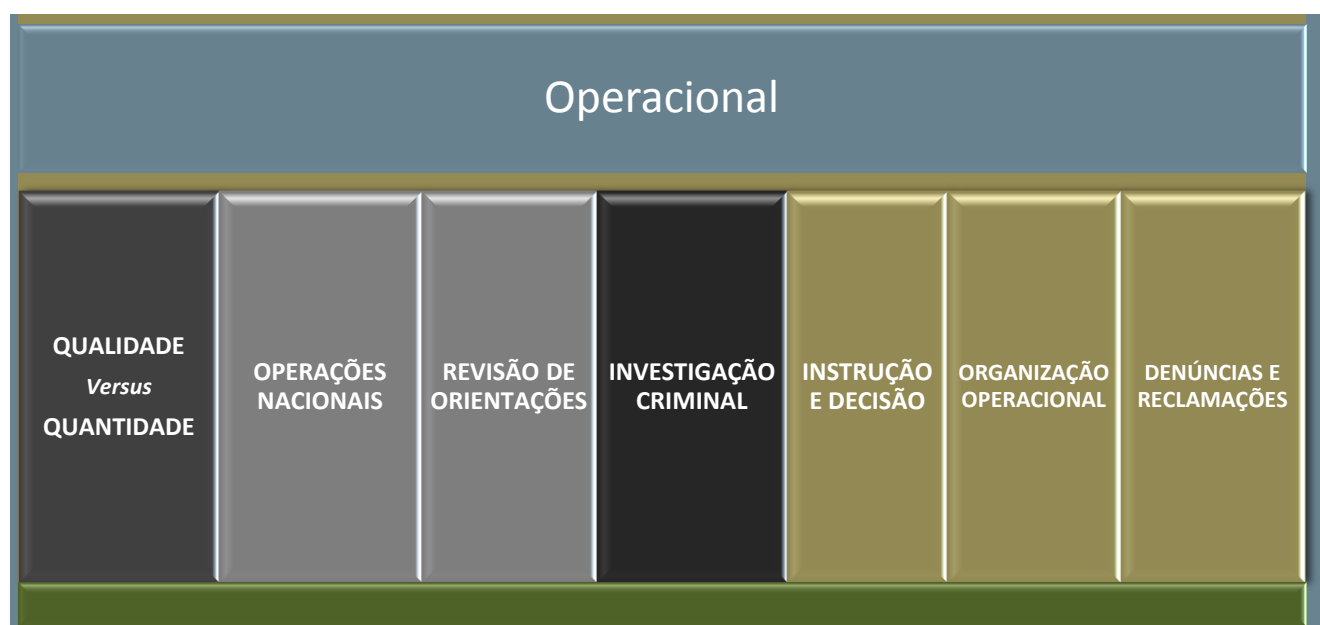 Operacional
QUALIDADE
Versus
QUANTIDADE
OPERAÇÕES
NACIONAIS
REVISÃO DE
ORIENTAÇÕES
INVESTIGAÇÃO
CRIMINAL
INSTRUÇÃO
E DECISÃO
ORGANIZAÇÃO
OPERACIONAL
DENÚNCIAS E
RECLAMAÇÕES